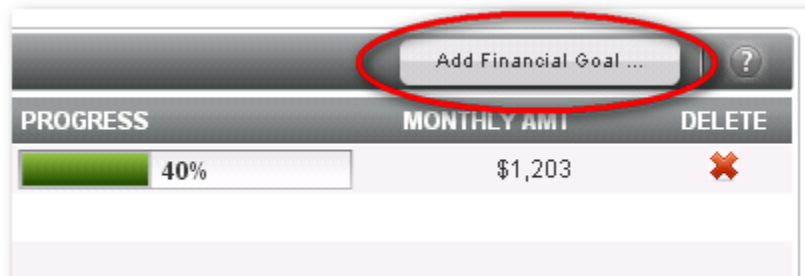 Add Financial Goal ... ?
PROGRESS MONTHLY AMT DELETE
40% $1,203